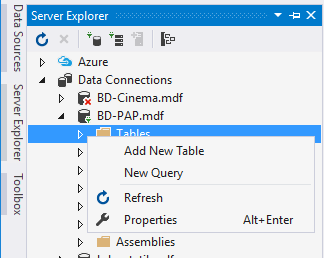 Server Explorer
Data Sources
Server Explorer
Toolbox
Azure
Data Connections
BD-Cinema.mdf
BD-PAP.mdf
Tables
Add New Table
New Query
Refresh
Properties Alt+Enter
Assemblies